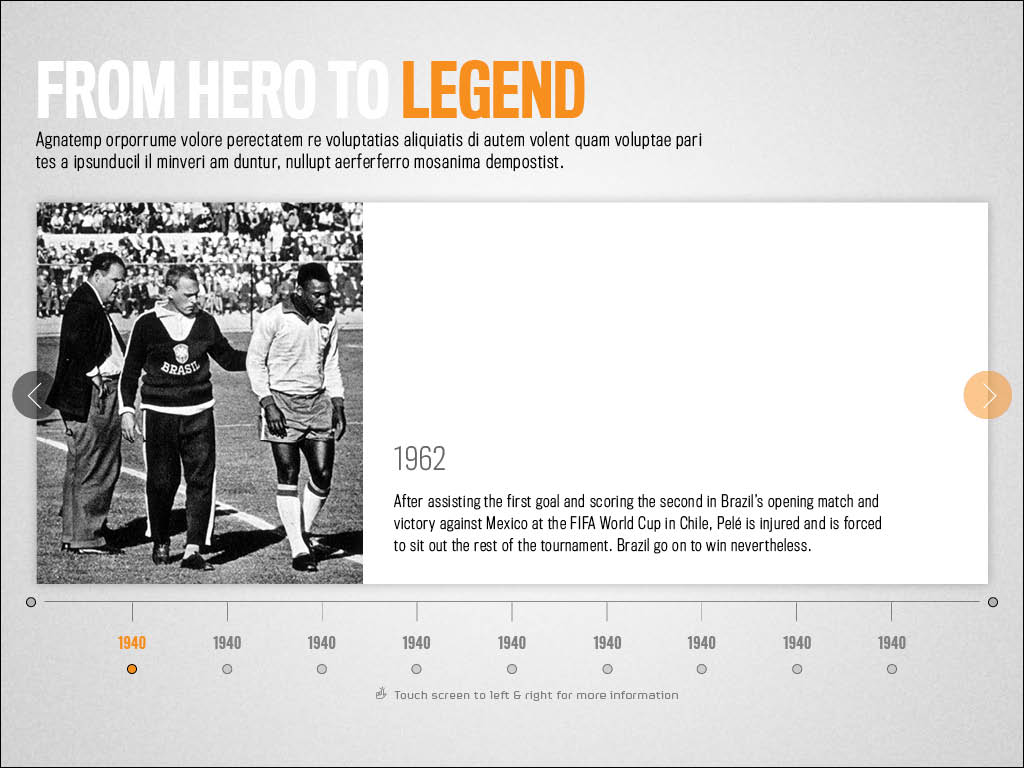 FROM HERO TO LEGEND
Agnatemp orporrume volore perectatem re voluptatias aliquiatis di autem volent quam voluptae pari
tes a ipsunducil il minveri am duntur, nullupt aerferferro mosanima dempostist.
BRASIL
1962
After assisting the first goal and scoring the second in Brazil's opening match and
victory against Mexico at the FIFA World Cup in Chile, Pelé is injured and is forced
to sit out the rest of the tournament. Brazil go on to win nevertheless.
1940 1940 1940 1940 1940 1940 1940 1940 1940
Touch screen to left & right for more information